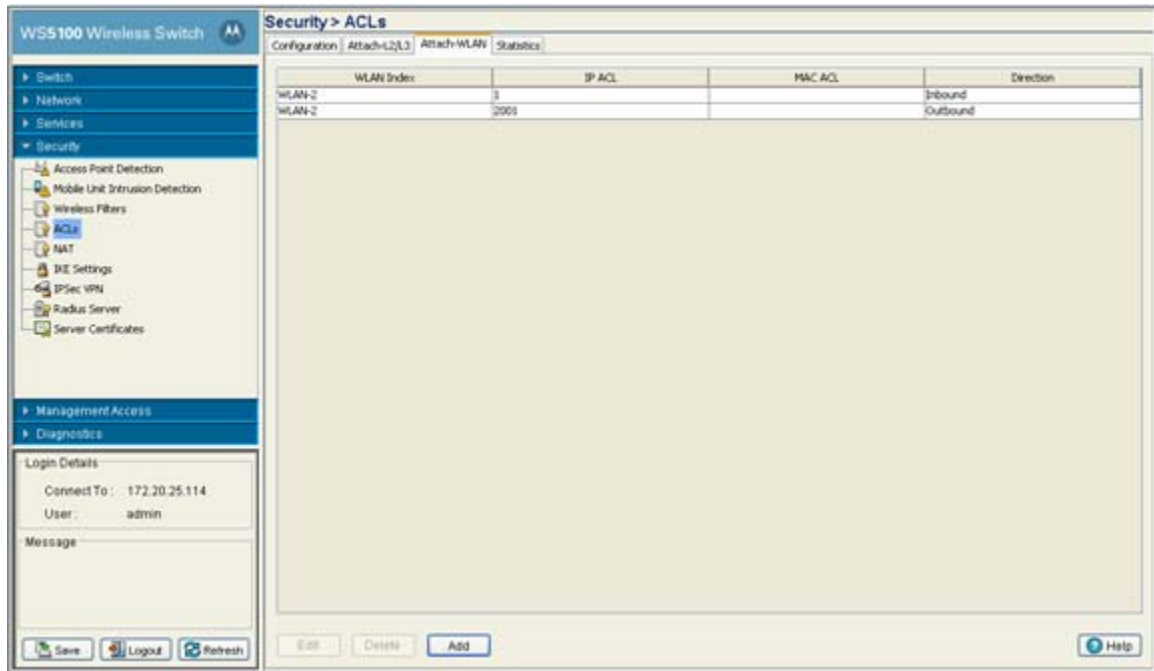 WS5100 Wireless Switch
Security > ACLs
Configuration Attach-L2/L3 Attach-WLAN Statistics
Switch
Network
Services
Security
Access Point Detection
Mobile Unit Intrusion Detection
Wireless Filters
ACLs
NAT
IKE Settings
IPSec VPN
Radius Server
Server Certificates
Management Access
Diagnostics
Login Details
Connect To : 172.20.25.114
User : admin
Message
Save Logout Refresh
WLAN Index IP ACL MAC ACL Direction
WLAN-2 1 Inbound
WLAN-2 2001 Outbound
Edit Delete Add Help